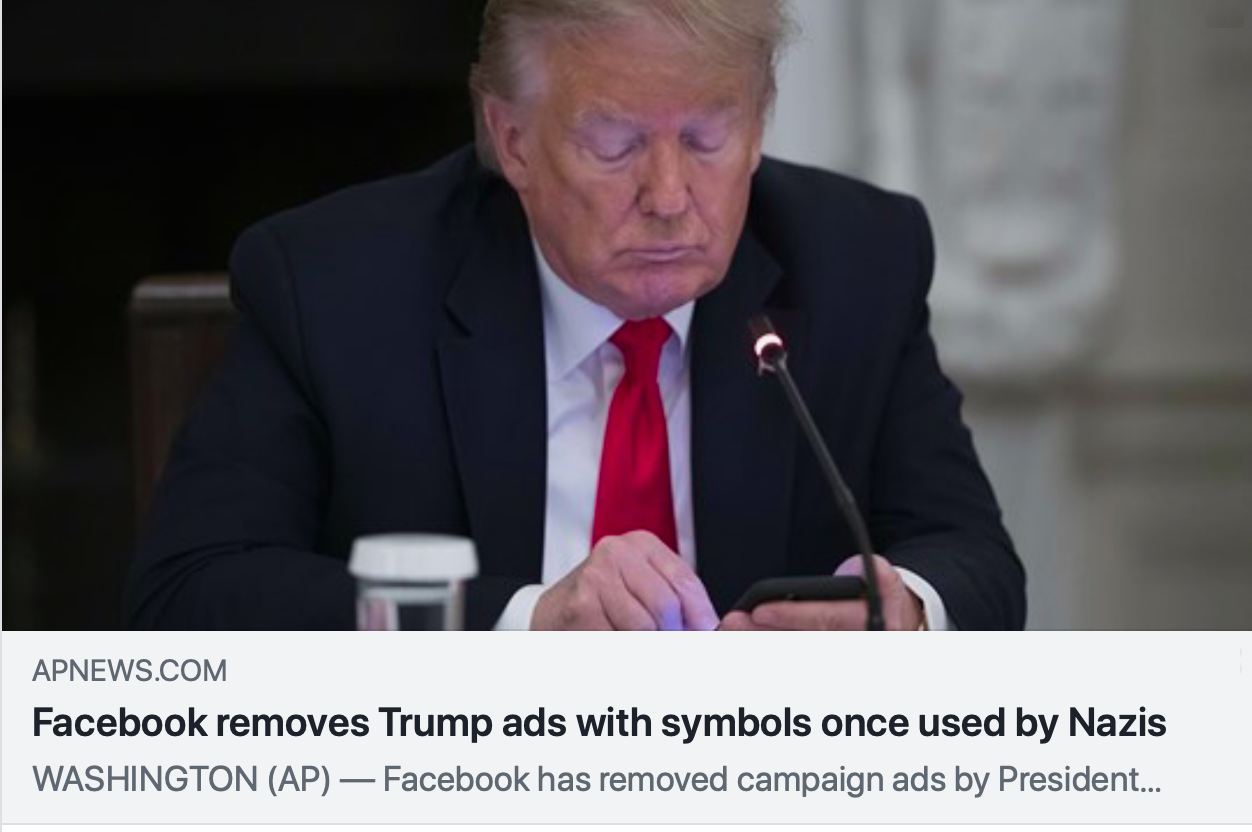 APNEWS.COM
Facebook removes Trump ads with symbols once used by Nazis
WASHINGTON (AP) — Facebook has removed campaign ads by President...